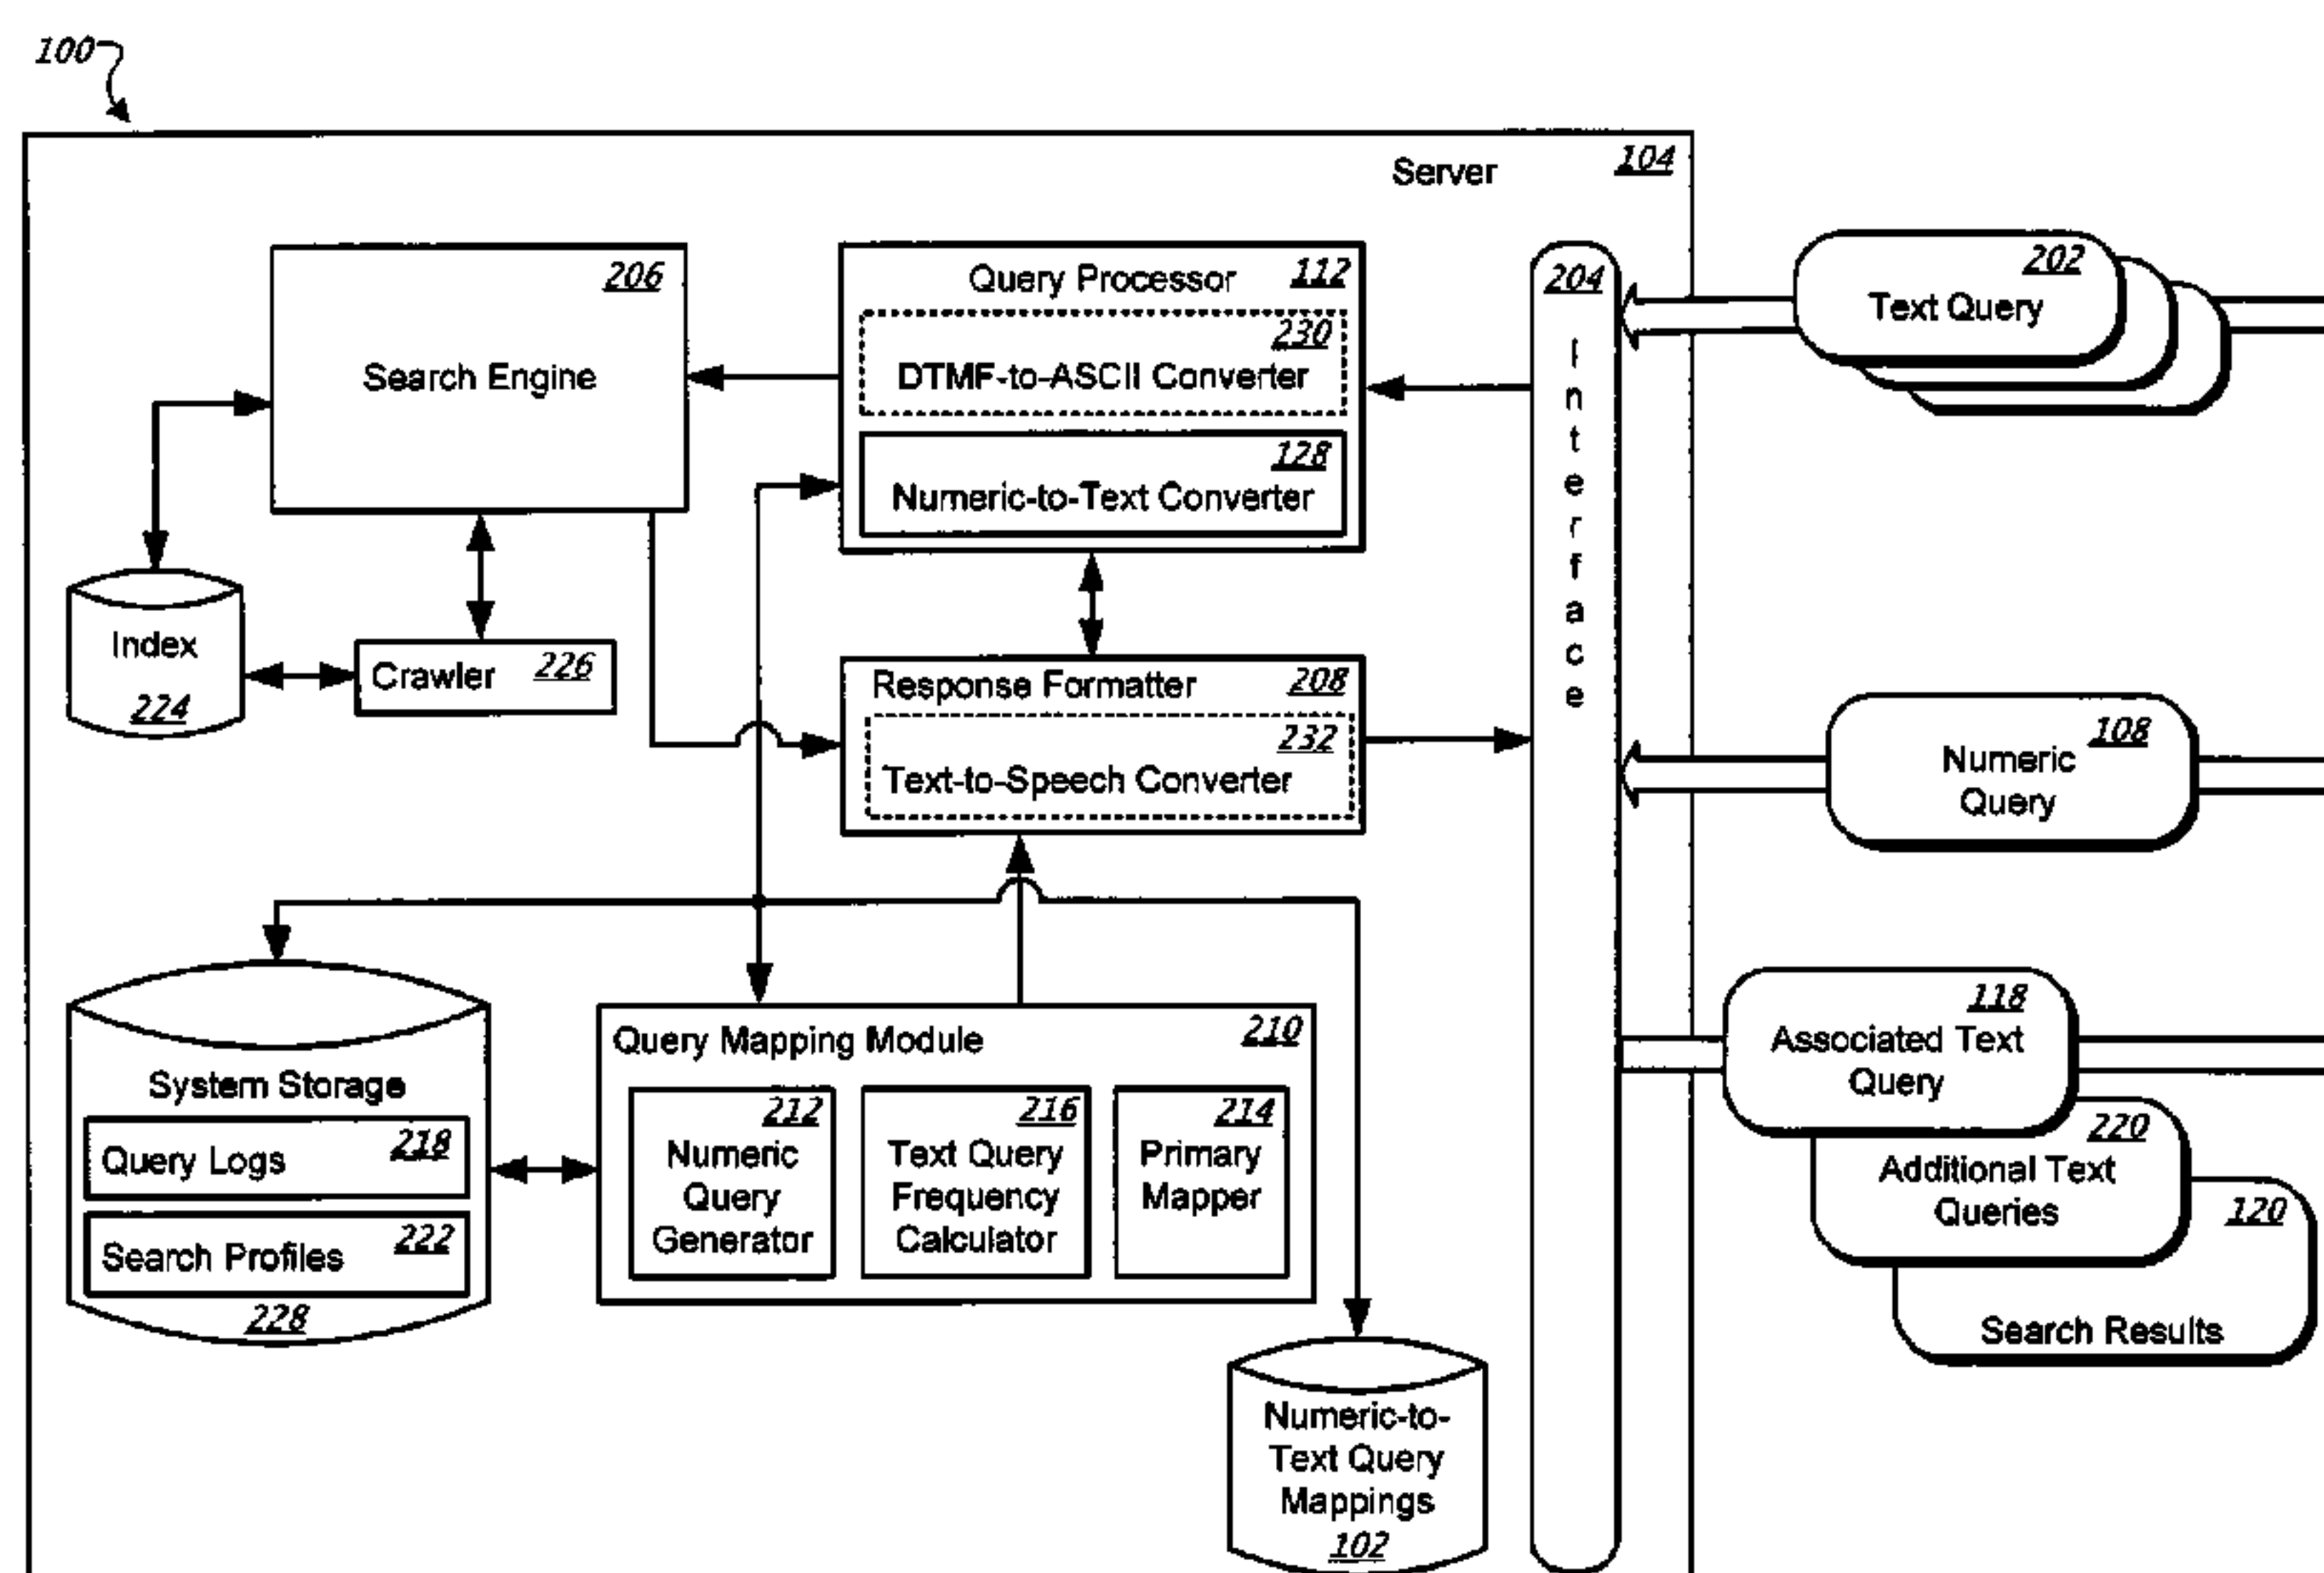 100
Server
104
206
Search Engine
Query Processor
112
230
DTMF-to-ASCII Converter
128
Numeric-to-Text Converter
204
Interface
202
Text Query
Index
224
Crawler
226
Response Formatter
208
232
Text-to-Speech Converter
108
Numeric
Query
118
Associated Text
Query
220
Additional Text
Queries
120
Search Results
System Storage
Query Logs
218
Search Profiles
222
228
Query Mapping Module
210
212
Numeric
Query
Generator
216
Text Query
Frequency
Calculator
214
Primary
Mapper
Numeric-to-
Text Query
Mappings
102